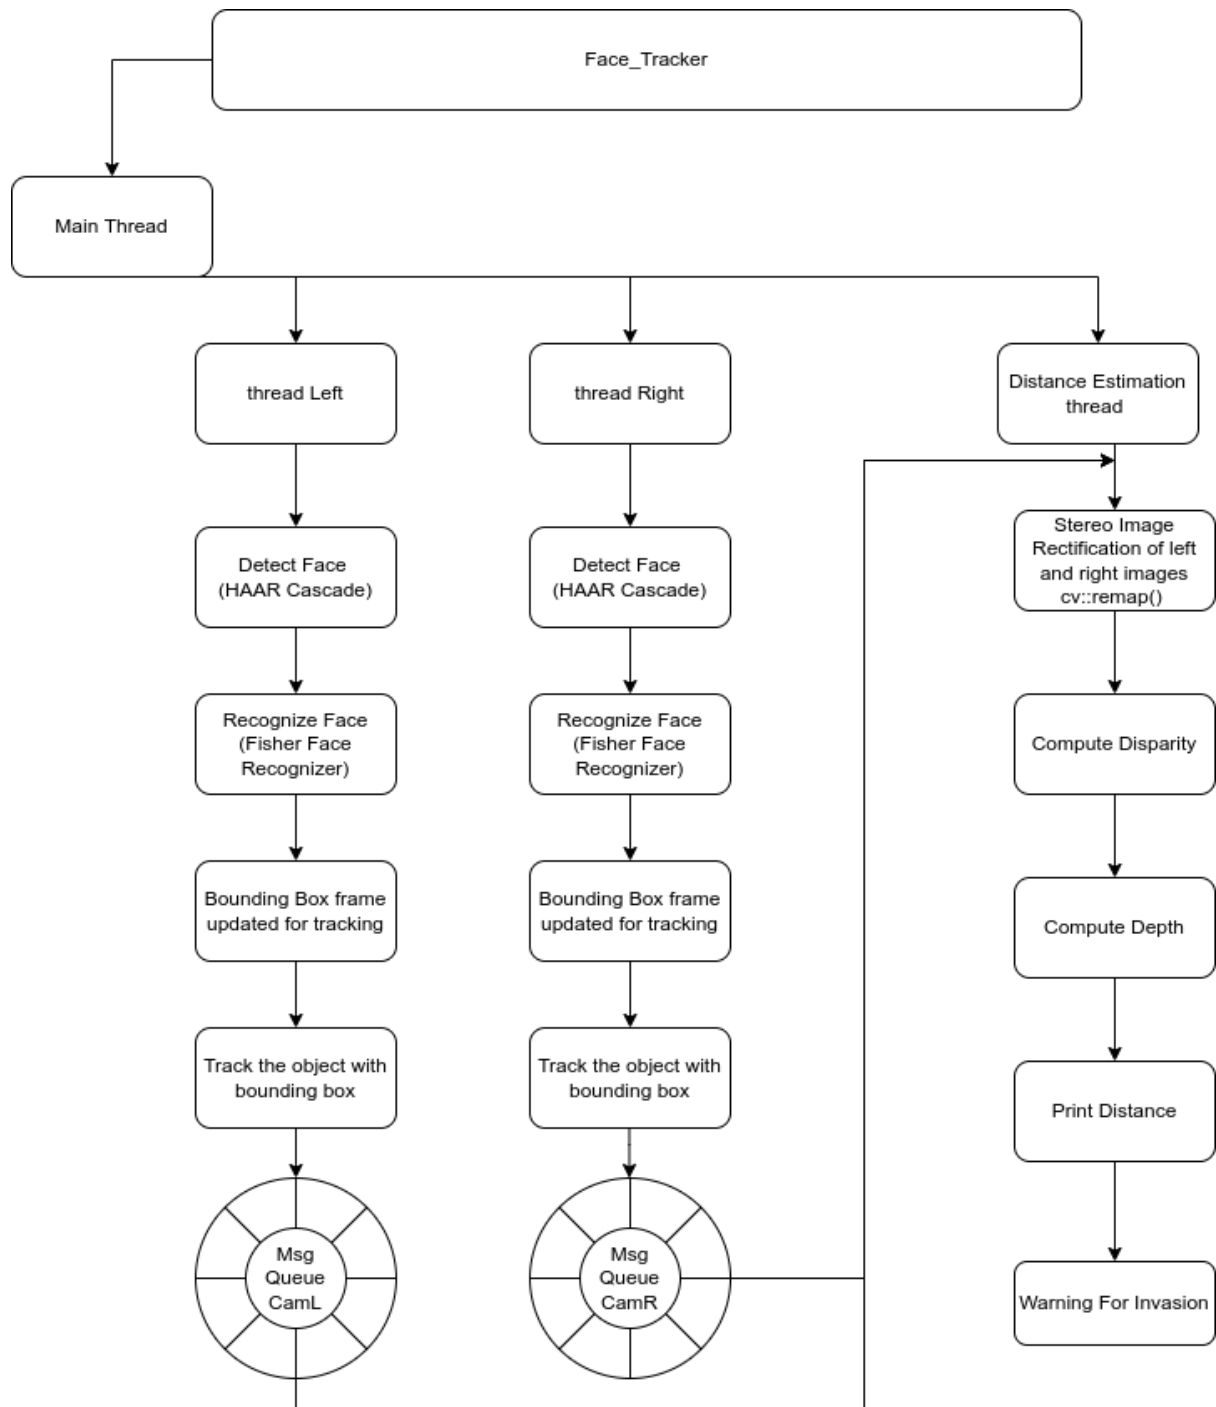 Face_Tracker
Main Thread
thread Left
thread Right
Distance Estimation
thread
Detect Face
(HAAR Cascade)
Detect Face
(HAAR Cascade)
Stereo Image
Rectification of left
and right images
cv::remap()
Recognize Face
(Fisher Face
Recognizer)
Recognize Face
(Fisher Face
Recognizer)
Compute Disparity
Bounding Box frame
updated for tracking
Bounding Box frame
updated for tracking
Compute Depth
Track the object with
bounding box
Track the object with
bounding box
Print Distance
Msg
Queue
CamL
Msg
Queue
CamR
Warning For Invasion